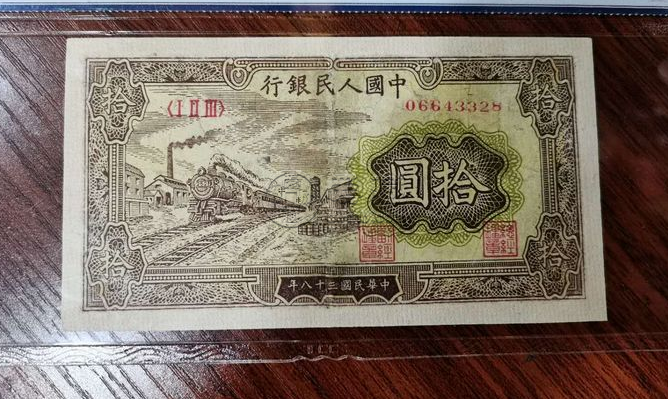 中國人民銀行
〈I II III〉
06643328
拾
拾
拾圓
拾
拾
中華民國三十八年